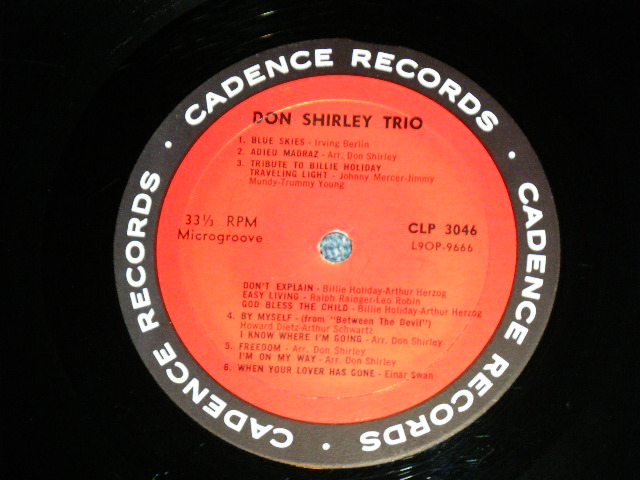 CADENCE RECORDS · CADENCE RECORDS · CADENCE RECORDS ·
DON SHIRLEY TRIO
1. BLUE SKIES - Irving Berlin
2. ADIEU MADRAZ - Arr. Don Shirley
3. TRIBUTE TO BILLIE HOLIDAY
TRAVELING LIGHT - Johnny Mercer-Jimmy
Mundy-Trummy Young
33⅓ RPM
Microgroove
CLP 3046
L9OP-9666
DON'T EXPLAIN - Billie Holiday-Arthur Herzog
EASY LIVING - Ralph Rainger-Leo Robin
GOD BLESS THE CHILD - Billie Holiday-Arthur Herzog
4. BY MYSELF - (from "Between The Devil")
Howard Dietz-Arthur Schwartz
I KNOW WHERE I'M GOING - Arr. Don Shirley
5. FREEDOM - Arr. Don Shirley
I'M ON MY WAY - Arr. Don Shirley
6. WHEN YOUR LOVER HAS GONE - Einar Swan